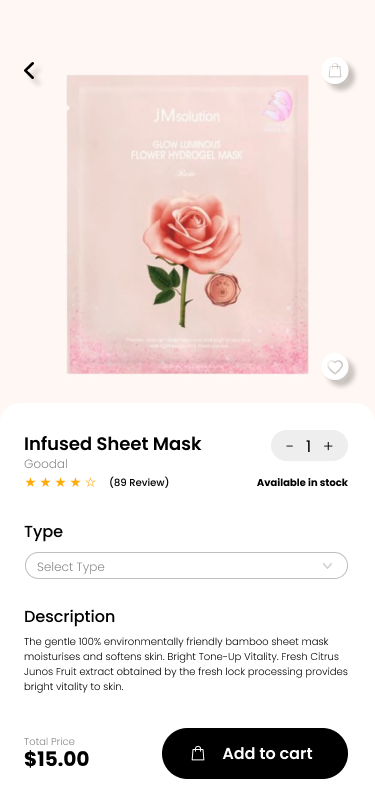 JMsolution
GLOW LUMINOUS
FLOWER HYDROGEL MASK
Rose
Infused Sheet Mask
- 1 +
Goodal
★ ★ ★ ★ ☆ (89 Review)
Available in stock
Type
Select Type
Description
The gentle 100% environmentally friendly bamboo sheet mask
moisturises and softens skin. Bright Tone-Up Vitality. Fresh Citrus
Junos Fruit extract obtained by the fresh lock processing provides
bright vitality to skin.
Total Price
$15.00
Add to cart